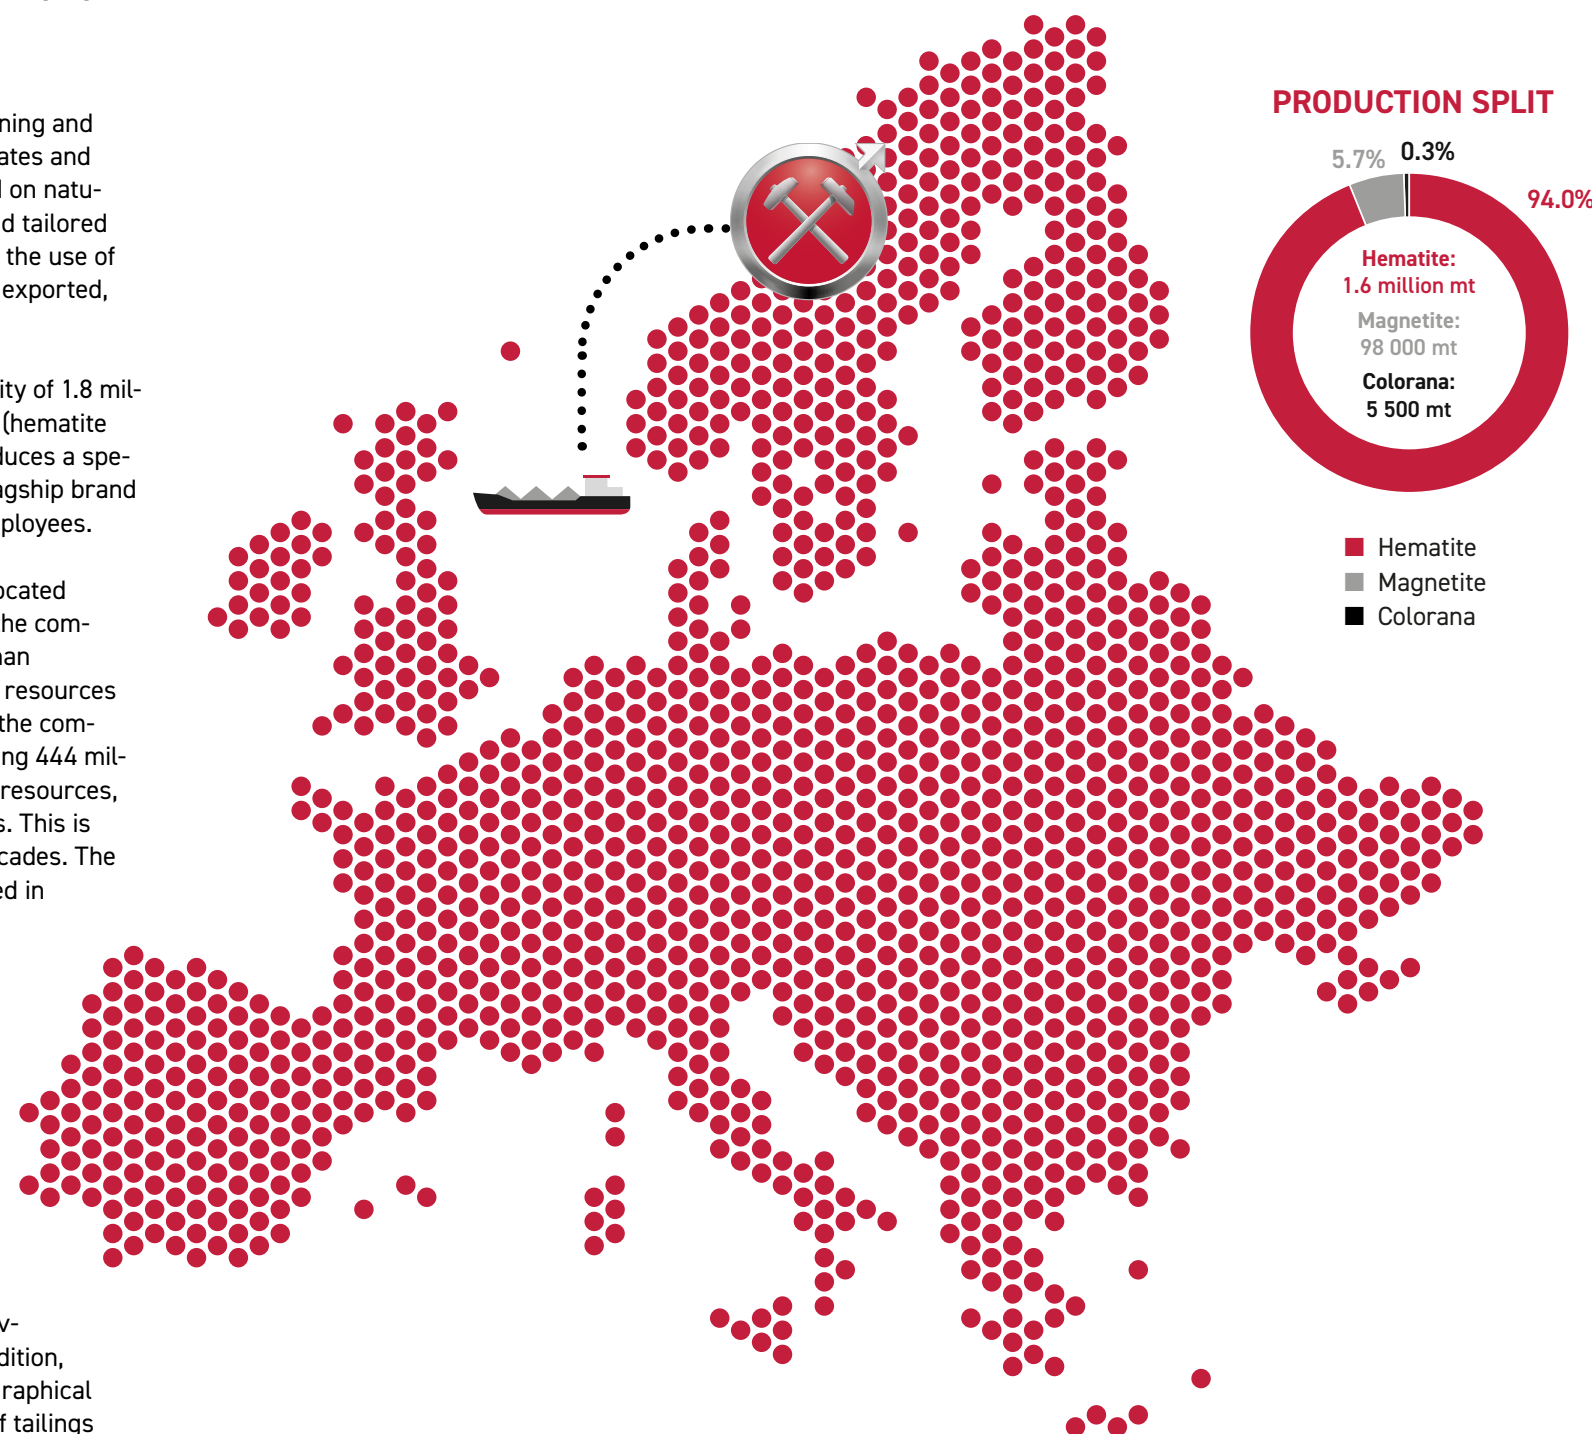 ning and
ates and
l on natu-
d tailored
the use of
exported,
ity of 1.8 mil-
(hematite
duces a spe-
agship brand
ployees.
ocated
he com-
nan
resources
the com-
ng 444 mil-
resources,
s. This is
cades. The
ed in
v-
dition,
raphical
f tailings
PRODUCTION SPLIT
5.7% 0.3%
94.0%
Hematite:
1.6 million mt
Magnetite:
98 000 mt
Colorana:
5 500 mt
Hematite
Magnetite
Colorana